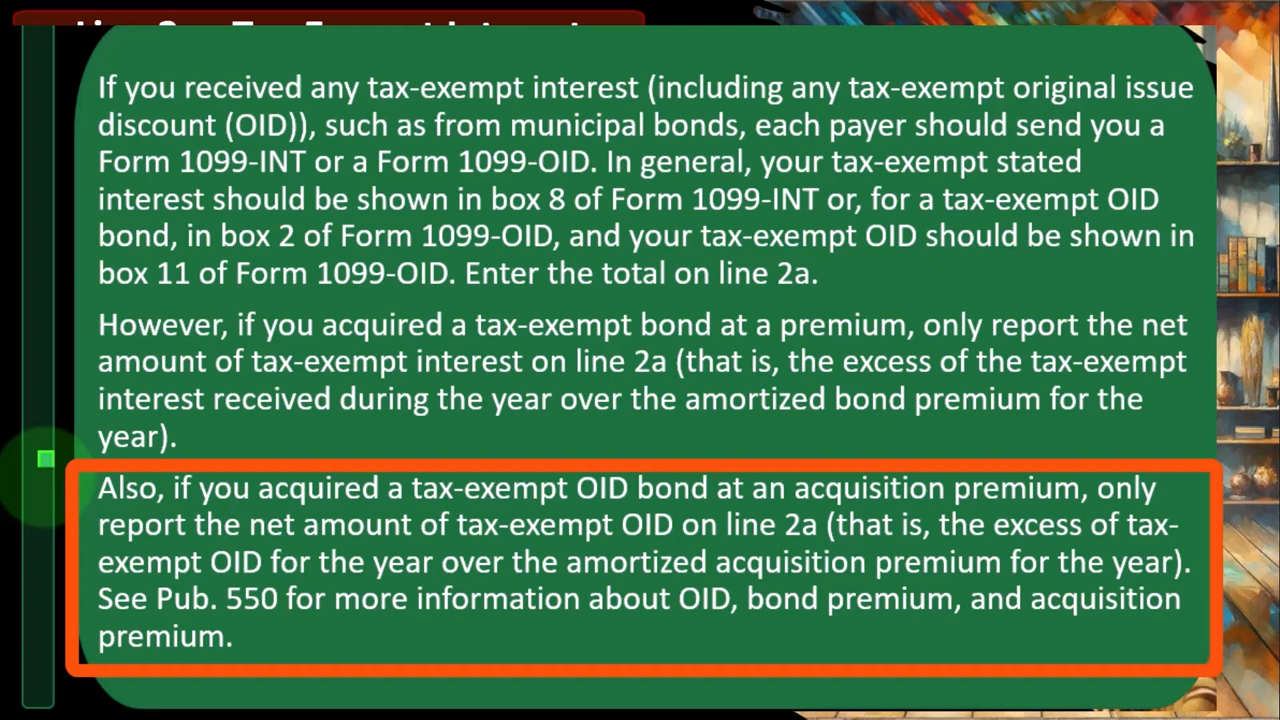 If you received any tax-exempt interest (including any tax-exempt original issue
discount (OID)), such as from municipal bonds, each payer should send you a
Form 1099-INT or a Form 1099-OID. In general, your tax-exempt stated
interest should be shown in box 8 of Form 1099-INT or, for a tax-exempt OID
bond, in box 2 of Form 1099-OID, and your tax-exempt OID should be shown in
box 11 of Form 1099-OID. Enter the total on line 2a.
However, if you acquired a tax-exempt bond at a premium, only report the net
amount of tax-exempt interest on line 2a (that is, the excess of the tax-exempt
interest received during the year over the amortized bond premium for the
year).
Also, if you acquired a tax-exempt OID bond at an acquisition premium, only
report the net amount of tax-exempt OID on line 2a (that is, the excess of tax-
exempt OID for the year over the amortized acquisition premium for the year).
See Pub. 550 for more information about OID, bond premium, and acquisition
premium.